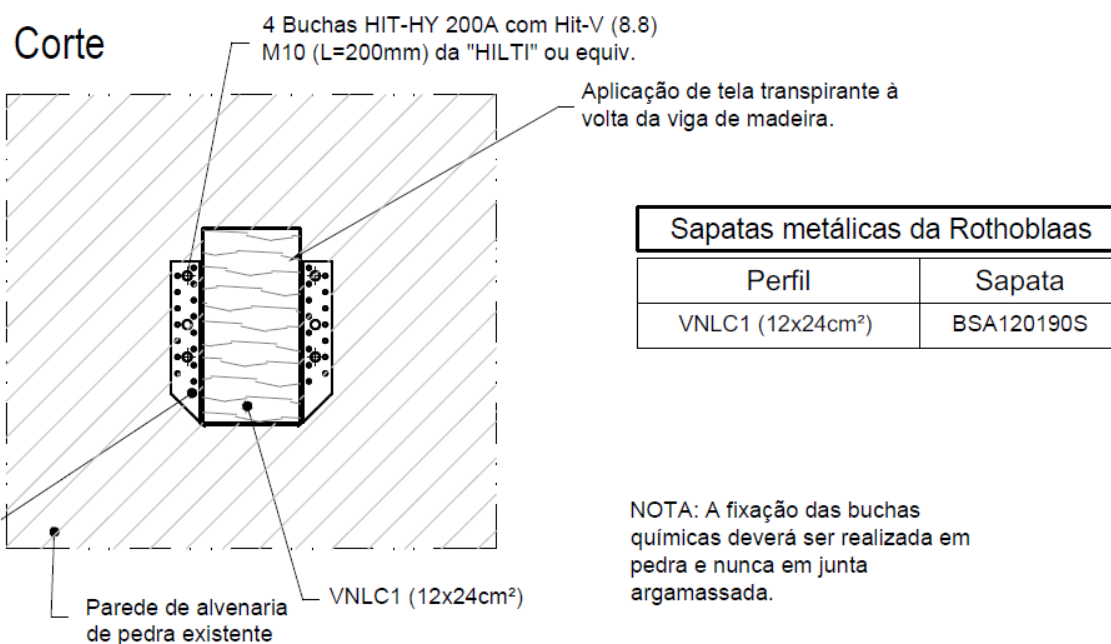 Corte
4 Buchas HIT-HY 200A com Hit-V (8.8)
M10 (L=200mm) da "HILTI" ou equiv.
Aplicação de tela transpirante à
volta da viga de madeira.
Sapatas metálicas da Rothoblaas
Perfil Sapata
VNLC1 (12x24cm²) BSA120190S
NOTA: A fixação das buchas
químicas deverá ser realizada em
pedra e nunca em junta
argamassada.
VNLC1 (12x24cm²)
Parede de alvenaria
de pedra existente